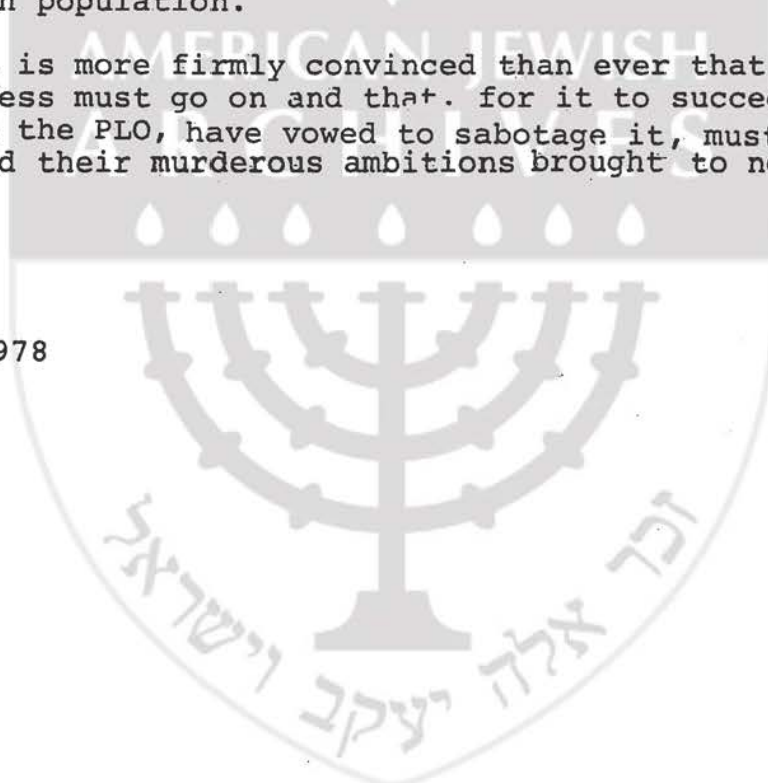 n population.
AMERICAN JEWISH
is more firmly convinced than ever that
ess must go on and that. for it to succee
the PLO, have vowed to sabotage it, must
ARCHIVES
d their murderous ambitions brought to n
978
זכר אלה יעקב וישראל